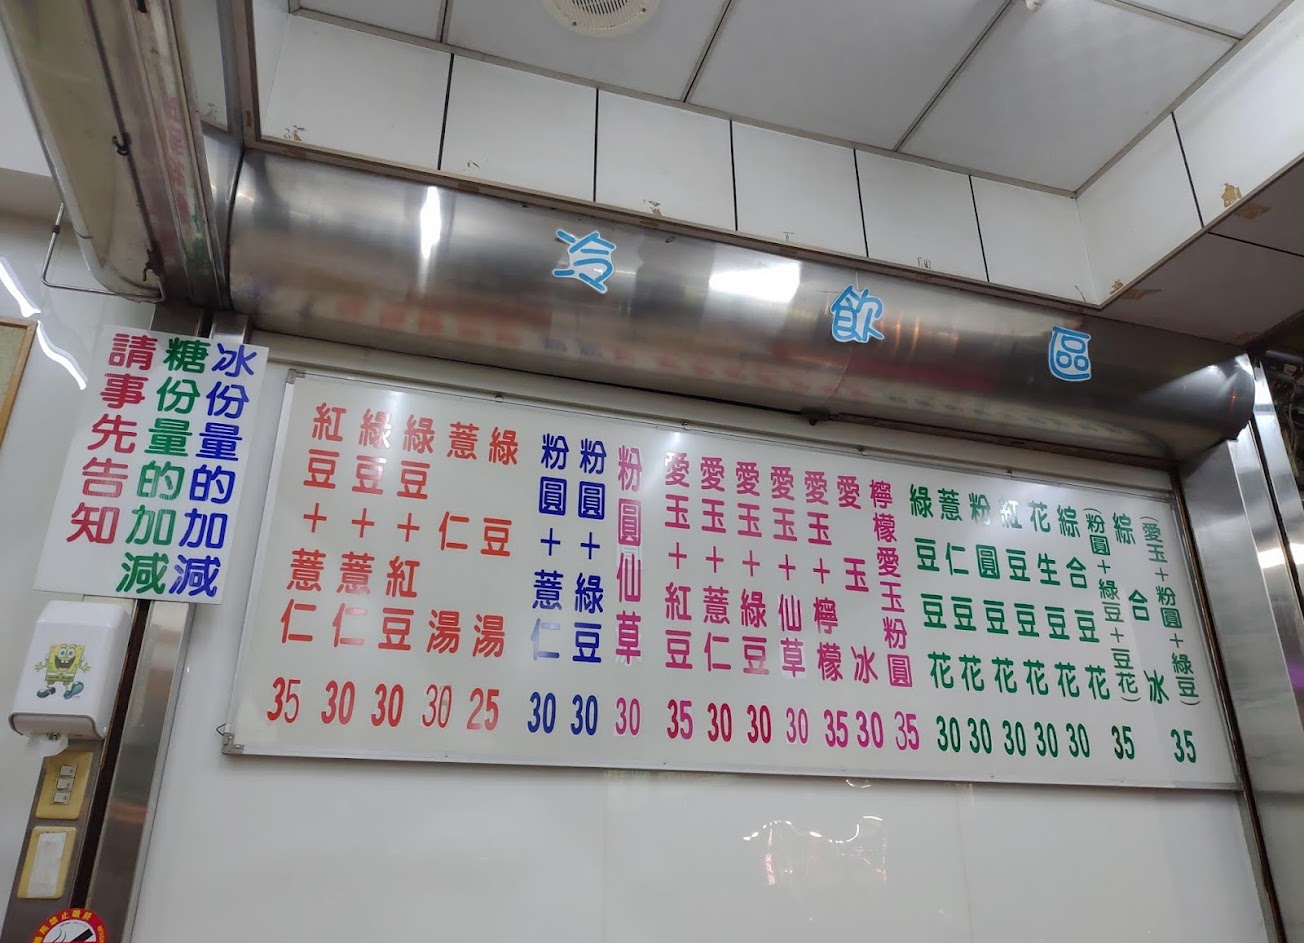 冷飲區
冰份量的加減
糖份量的加減
請事先告知
綜合冰(愛玉+粉圓+綠豆) 35
綜合豆花(粉圓+綠豆+豆花) 35
花生豆花 30
紅豆豆花 30
粉圓豆花 30
薏仁豆花 30
綠豆豆花 30
檸檬愛玉粉圓 35
愛玉冰 30
愛玉+檸檬 35
愛玉+仙草 30
愛玉+綠豆 30
愛玉+薏仁 30
愛玉+紅豆 35
粉圓仙草 30
粉圓+綠豆 30
粉圓+薏仁 30
綠豆湯 25
薏仁湯 30
綠豆+紅豆 30
綠豆+薏仁 30
紅豆+薏仁 35